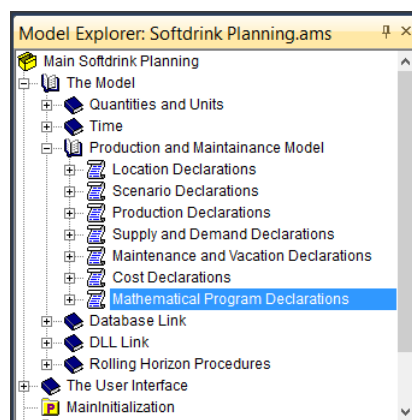 Model Explorer: Softdrink Planning.ams
Main Softdrink Planning
The Model
Quantities and Units
Time
Production and Maintainance Model
Location Declarations
Scenario Declarations
Production Declarations
Supply and Demand Declarations
Maintenance and Vacation Declarations
Cost Declarations
Mathematical Program Declarations
Database Link
DLL Link
Rolling Horizon Procedures
The User Interface
P MainInitialization